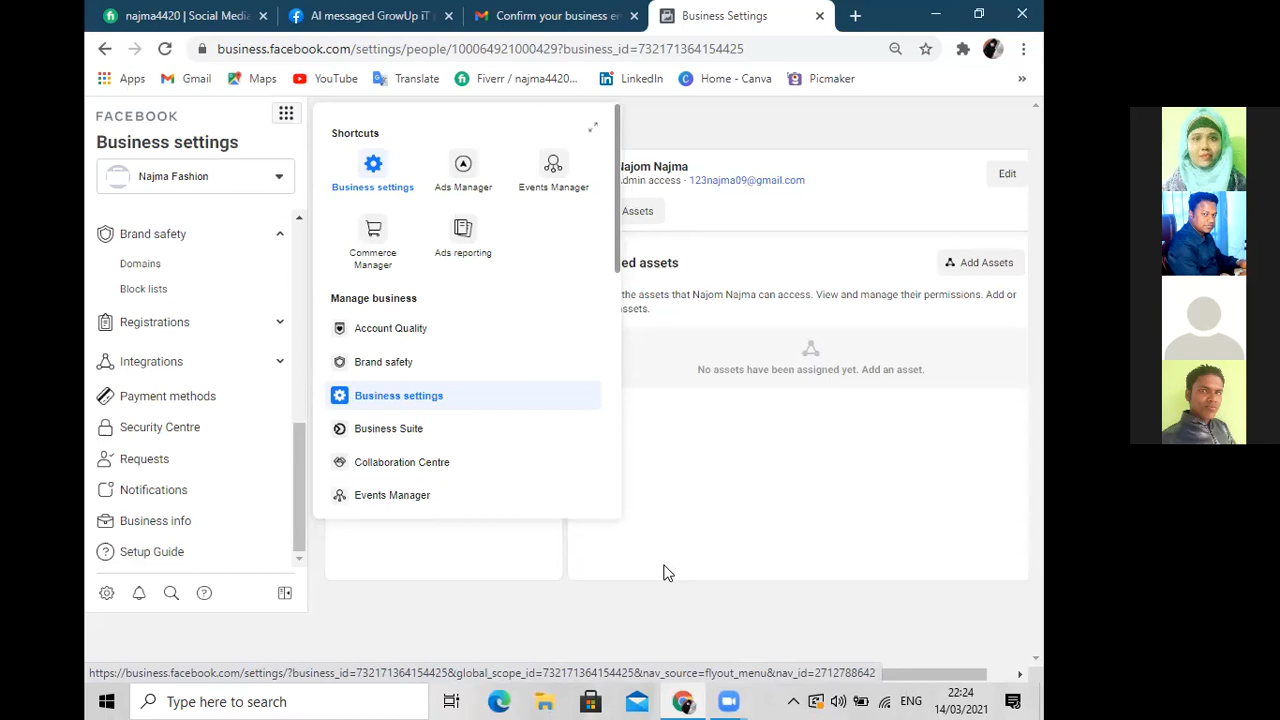 najma4420 | Social Media
AI messaged GrowUp iT
Confirm your business e
Business Settings
business.facebook.com/settings/people/100064921000429?business_id=732171364154425
Apps
Gmail
Maps
YouTube
Translate
Fiverr / najma4420...
LinkedIn
Home - Canva
Picmaker
»
FACEBOOK
Business settings
Najma Fashion
Brand safety
Domains
Block lists
Registrations
Integrations
Payment methods
Security Centre
Requests
Notifications
Business info
Setup Guide
Shortcuts
Business settings
Ads Manager
Events Manager
Commerce
Manager
Ads reporting
Manage business
Account Quality
Brand safety
Business settings
Business Suite
Collaboration Centre
Events Manager
Najom Najma
dmin access - 123najma09@gmail.com
Edit
Assets
ed assets
Add Assets
the assets that Najom Najma can access. View and manage their permissions. Add or
assets.
No assets have been assigned yet. Add an asset.
https://business.facebook.com/settings/?business_id=732171364154425&global_scope_id=732171364154425&nav_source=flyout_menu&nav_id=2712788642
Type here to search
ENG
22:24
14/03/2021